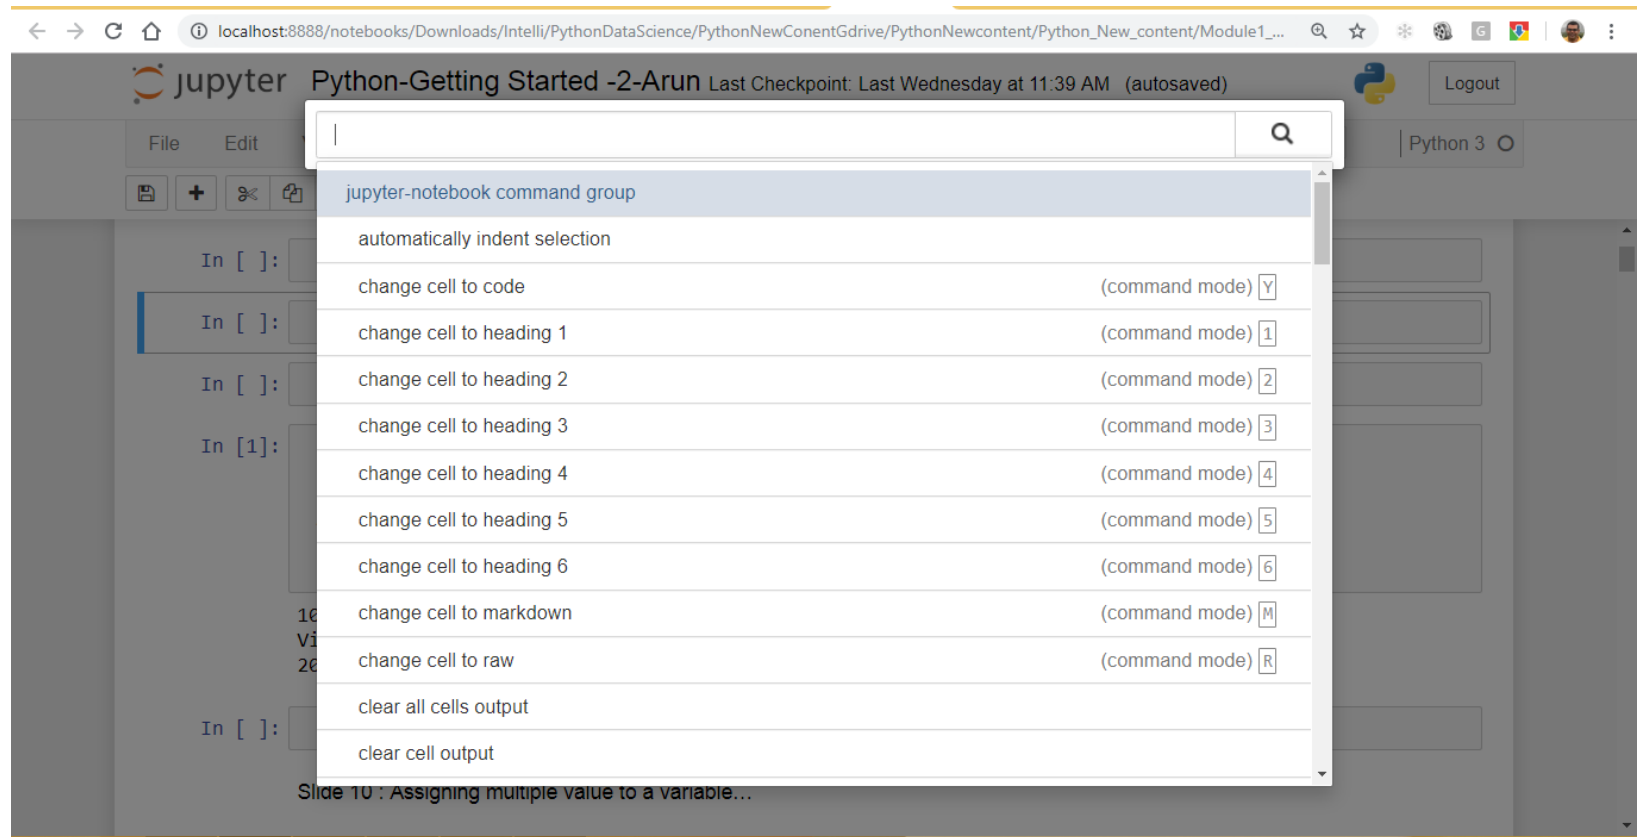 localhost:8888/notebooks/Downloads/Intelli/PythonDataScience/PythonNewConentGdrive/PythonNewcontent/Python_New_content/Module1_...
G
jupyter Python-Getting Started -2-Arun Last Checkpoint: Last Wednesday at 11:39 AM (autosaved)
Logout
File Edit
Python 3
jupyter-notebook command group
automatically indent selection
In [ ]:
change cell to code (command mode) Y
In [ ]:
change cell to heading 1 (command mode) 1
change cell to heading 2 (command mode) 2
In [ ]:
change cell to heading 3 (command mode) 3
In [1]:
change cell to heading 4 (command mode) 4
change cell to heading 5 (command mode) 5
change cell to heading 6 (command mode) 6
change cell to markdown (command mode) M
10
Vi
20
change cell to raw (command mode) R
clear all cells output
In [ ]:
clear cell output
Slide 10 : Assigning multiple value to a variable...